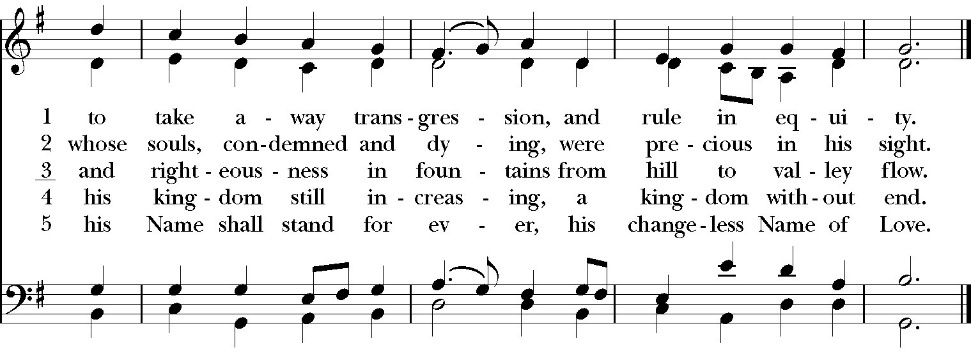 1 to take a - way trans - gres - sion, and rule in eq - ui - ty.
2 whose souls, con - demned and dy - ing, were pre - cious in his sight.
3 and right - eous - ness in foun - tains from hill to val - ley flow.
4 his king - dom still in - creas - ing, a king - dom with - out end.
5 his Name shall stand for ev - er, his change - less Name of Love.